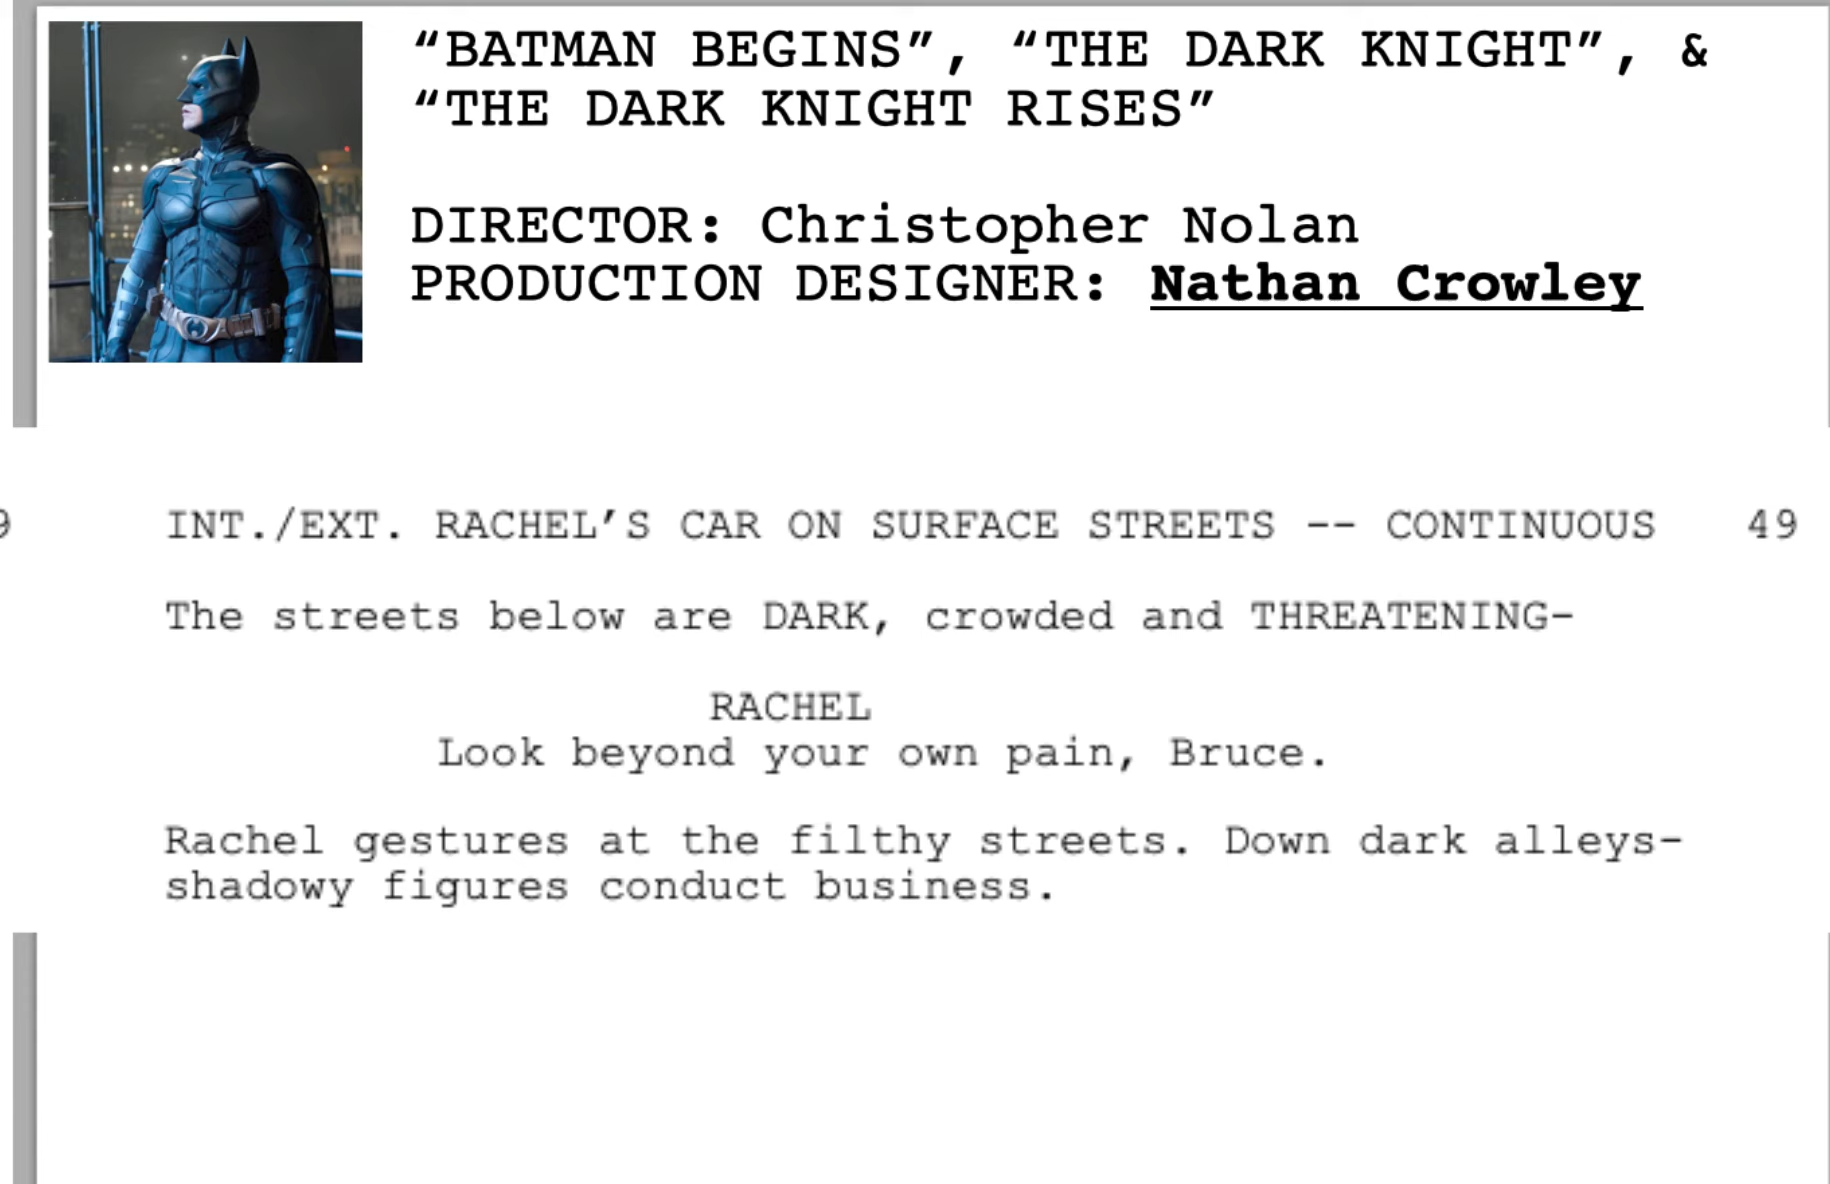 “BATMAN BEGINS”, “THE DARK KNIGHT”, &
“THE DARK KNIGHT RISES”
DIRECTOR: Christopher Nolan
PRODUCTION DESIGNER: Nathan Crowley
9 INT./EXT. RACHEL’S CAR ON SURFACE STREETS -- CONTINUOUS 49
The streets below are DARK, crowded and THREATENING-
RACHEL
Look beyond your own pain, Bruce.
Rachel gestures at the filthy streets. Down dark alleys-
shadowy figures conduct business.